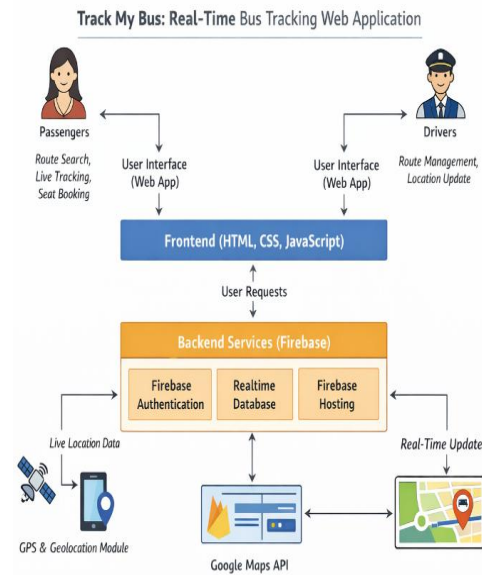 Track My Bus: Real-Time Bus Tracking Web Application
Passengers
Route Search,
Live Tracking,
Seat Booking
User Interface
(Web App)
User Interface
(Web App)
Drivers
Route Management,
Location Update
Frontend (HTML, CSS, JavaScript)
User Requests
Backend Services (Firebase)
Firebase
Authentication
Realtime
Database
Firebase
Hosting
Live Location Data
Real-Time Update
GPS & Geolocation Module
Google Maps API